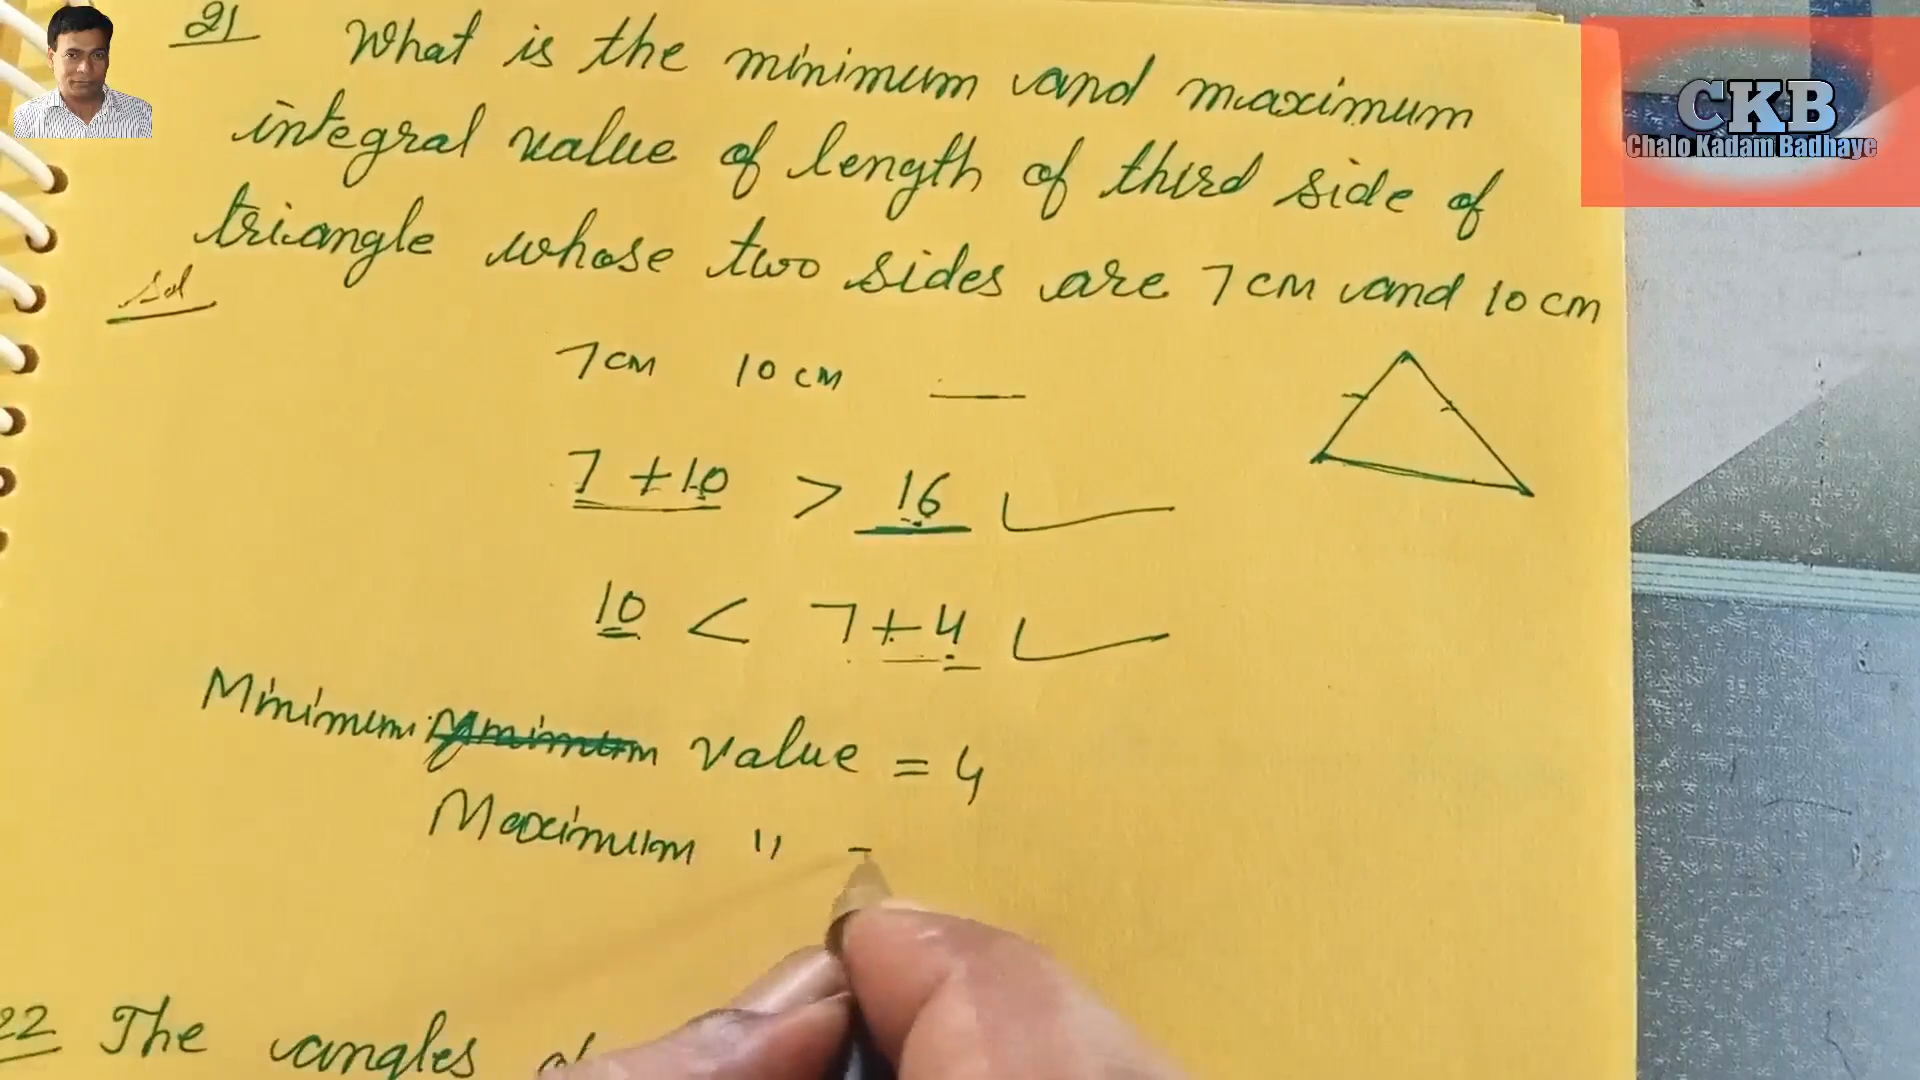 21 What is the minimum and maximum
integral value of length of third side of
triangle whose two sides are 7 cm and 10 cm
Sol
7 cm 10 cm
7 + 10 > 16
10 < 7 + 4
Minimum value = 4
Maximum " =
22 The angles
CKB
Chalo Kadam Badhaye